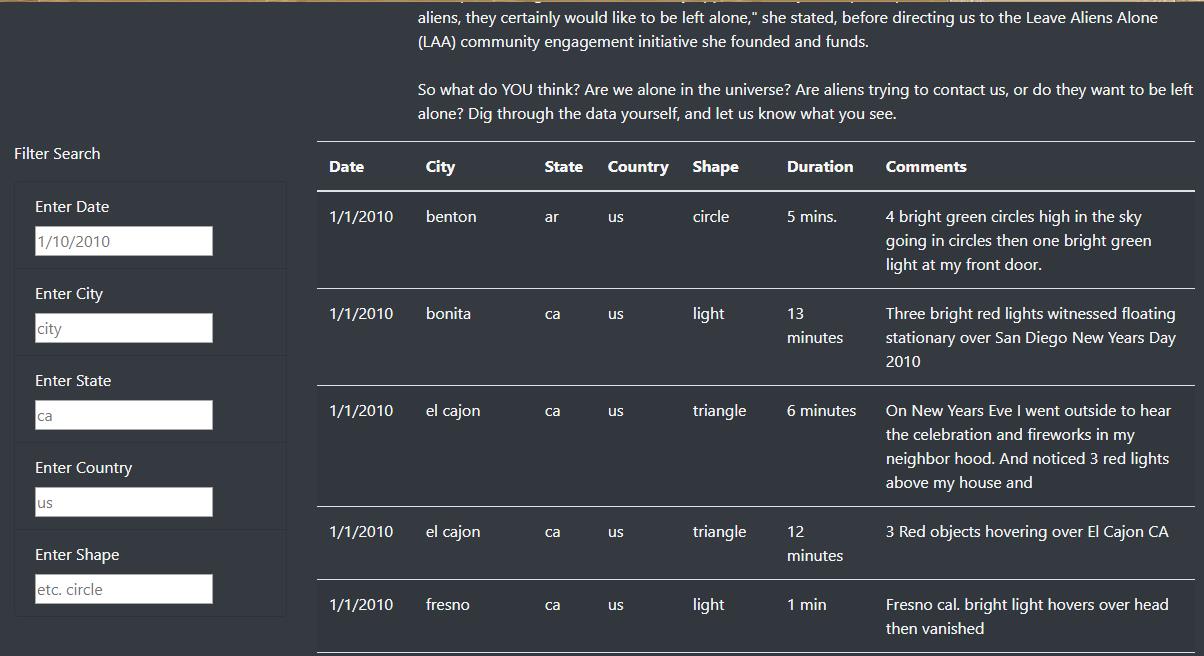 aliens, they certainly would like to be left alone," she stated, before directing us to the Leave Aliens Alone
(LAA) community engagement initiative she founded and funds.
So what do YOU think? Are we alone in the universe? Are aliens trying to contact us, or do they want to be left
alone? Dig through the data yourself, and let us know what you see.
Filter Search
Enter Date
1/10/2010
Enter City
city
Enter State
ca
Enter Country
us
Enter Shape
etc. circle
Date City State Country Shape Duration Comments
1/1/2010 benton ar us circle 5 mins. 4 bright green circles high in the sky
going in circles then one bright green
light at my front door.
1/1/2010 bonita ca us light 13 Three bright red lights witnessed floating
minutes stationary over San Diego New Years Day
2010
1/1/2010 el cajon ca us triangle 6 minutes On New Years Eve I went outside to hear
the celebration and fireworks in my
neighbor hood. And noticed 3 red lights
above my house and
1/1/2010 el cajon ca us triangle 12 3 Red objects hovering over El Cajon CA
minutes
1/1/2010 fresno ca us light 1 min Fresno cal. bright light hovers over head
then vanished